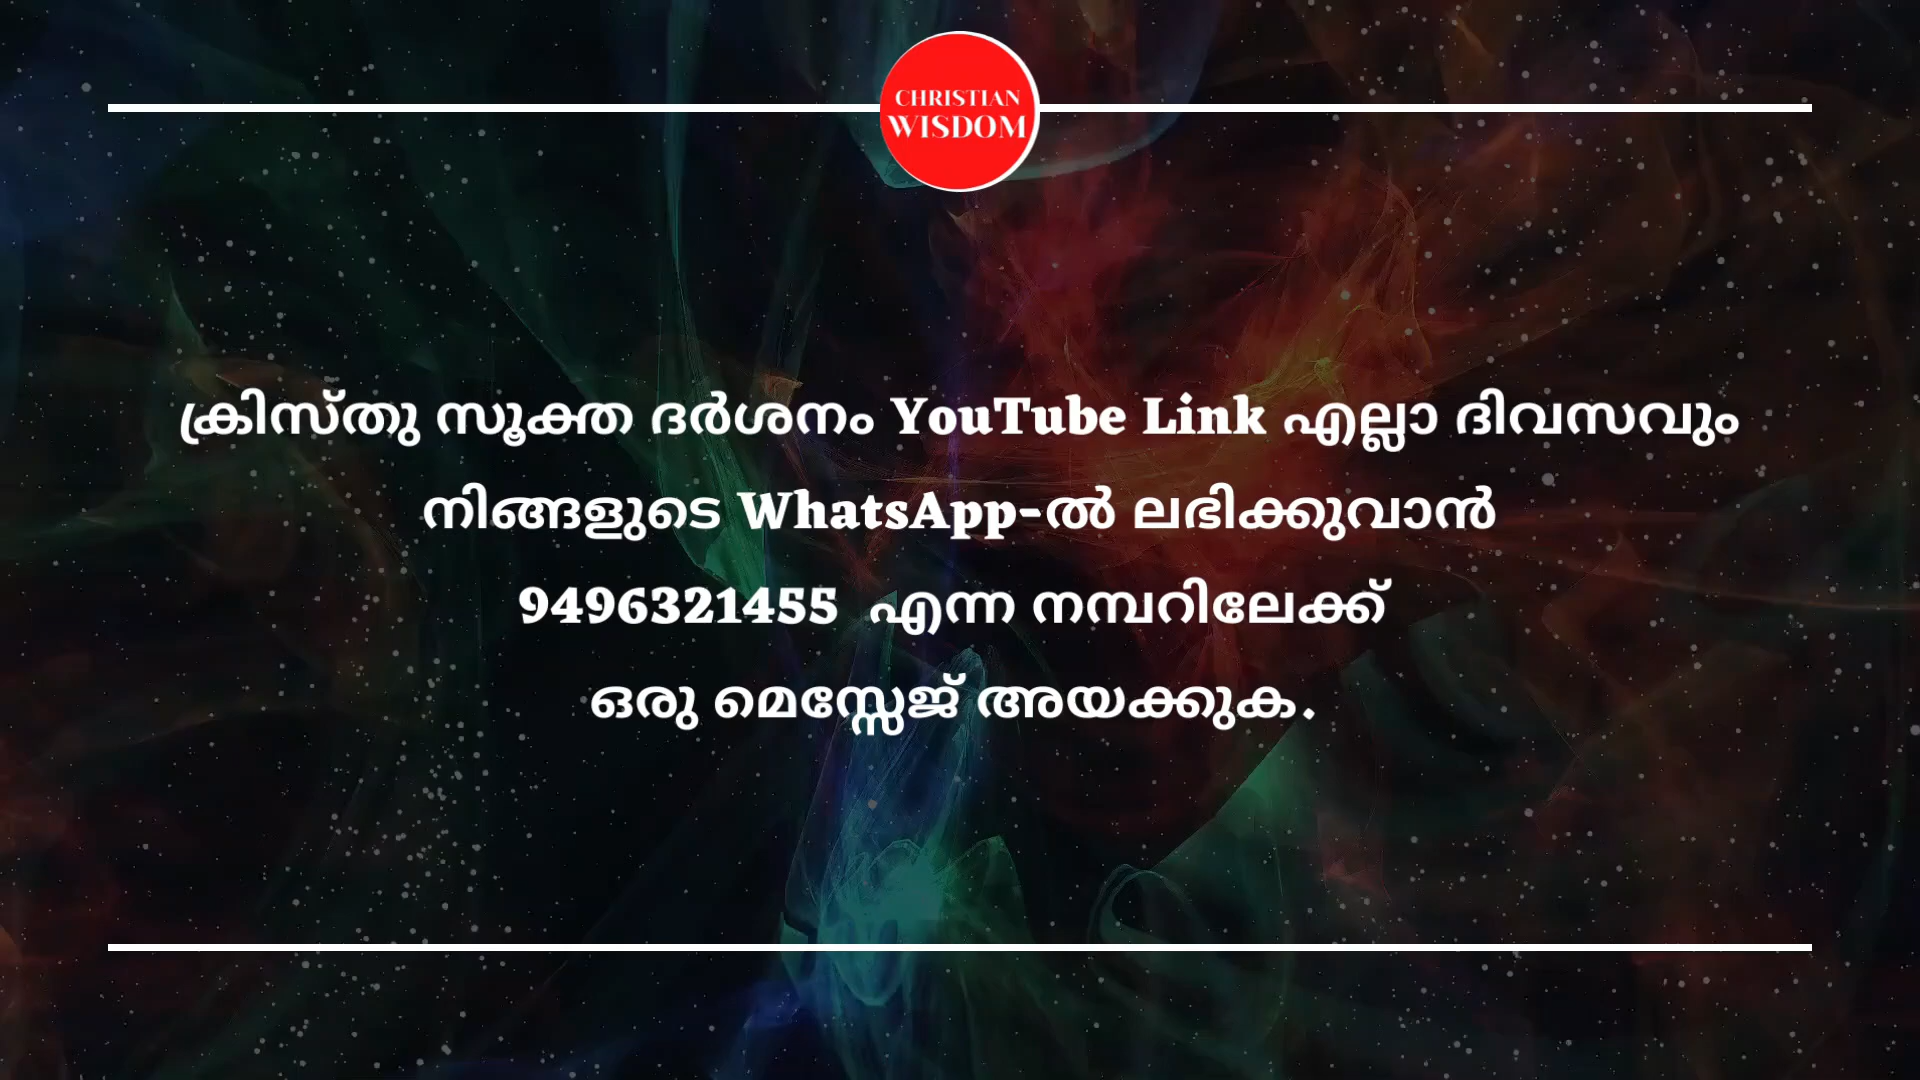 CHRISTIAN
WISDOM
ക്രിസ്തു സൂക്ത ദർശനം YouTube Link എല്ലാ ദിവസവും
നിങ്ങളുടെ WhatsApp-ൽ ലഭിക്കുവാൻ
9496321455 എന്ന നമ്പറിലേക്ക്
ഒരു മെസ്സേജ് അയക്കുക.